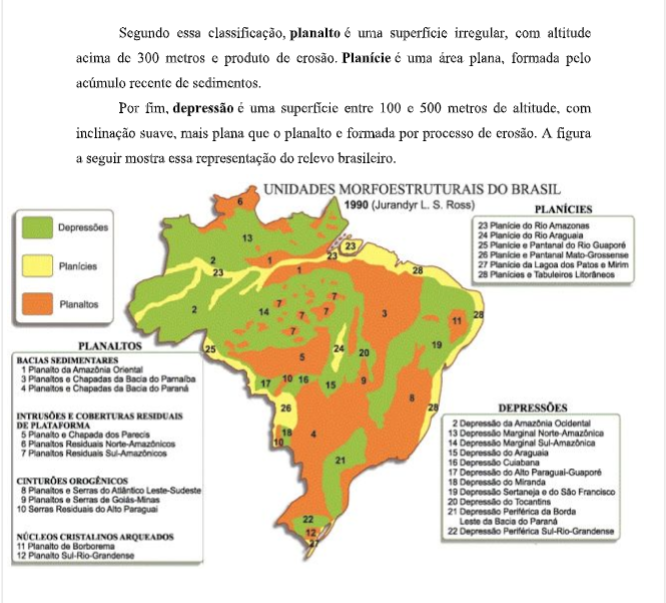 Segundo essa classificação, planalto é uma superfície irregular, com altitude
acima de 300 metros e produto de erosão. Planície é uma área plana, formada pelo
acúmulo recente de sedimentos.
Por fim, depressão é uma superfície entre 100 e 500 metros de altitude, com
inclinação suave, mais plana que o planalto e formada por processo de erosão. A figura
a seguir mostra essa representação do relevo brasileiro.
UNIDADES MORFOESTRUTURAIS DO BRASIL
1990 (Jurandyr L. S. Ross)
Depressões
Planícies
Planaltos
PLANÍCIES
23 Planície do Rio Amazonas
24 Planície do Rio Araguaia
25 Planície e Pantanal do Rio Guaporé
26 Planície e Pantanal Mato-Grossense
27 Planície da Lagoa dos Patos e Mirim
28 Planícies e Tabuleiros Litorâneos
6
13
2
23
1
23
23
1
28
2
14
7
7
7
7
7
3
28
11
25
5
24
20
19
17
10
16
15
9
26
8
28
18
10
4
21
22
12
27
PLANALTOS
BACIAS SEDIMENTARES
1 Planalto da Amazônia Oriental
3 Planaltos e Chapadas da Bacia do Parnaíba
4 Planaltos e Chapadas da Bacia do Paraná
INTRUSÕES E COBERTURAS RESIDUAIS
DE PLATAFORMA
5 Planalto e Chapada dos Parecis
6 Planaltos Residuais Norte-Amazônicos
7 Planaltos Residuais Sul-Amazônicos
CINTURÕES OROGÊNICOS
8 Planaltos e Serras do Atlântico Leste-Sudeste
9 Planaltos e Serras de Goiás-Minas
10 Serras Residuais do Alto Paraguai
NÚCLEOS CRISTALINOS ARQUEADOS
11 Planalto de Borborema
12 Planalto Sul-Rio-Grandense
DEPRESSÕES
2 Depressão da Amazônia Ocidental
13 Depressão Marginal Norte-Amazônica
14 Depressão Marginal Sul-Amazônica
15 Depressão do Araguaia
16 Depressão Cuiabana
17 Depressão do Alto Paraguai-Guaporé
18 Depressão do Miranda
19 Depressão Sertaneja e do São Francisco
20 Depressão do Tocantins
21 Depressão Periférica da Borda
Leste da Bacia do Paraná
22 Depressão Periférica Sul-Rio-Grandense